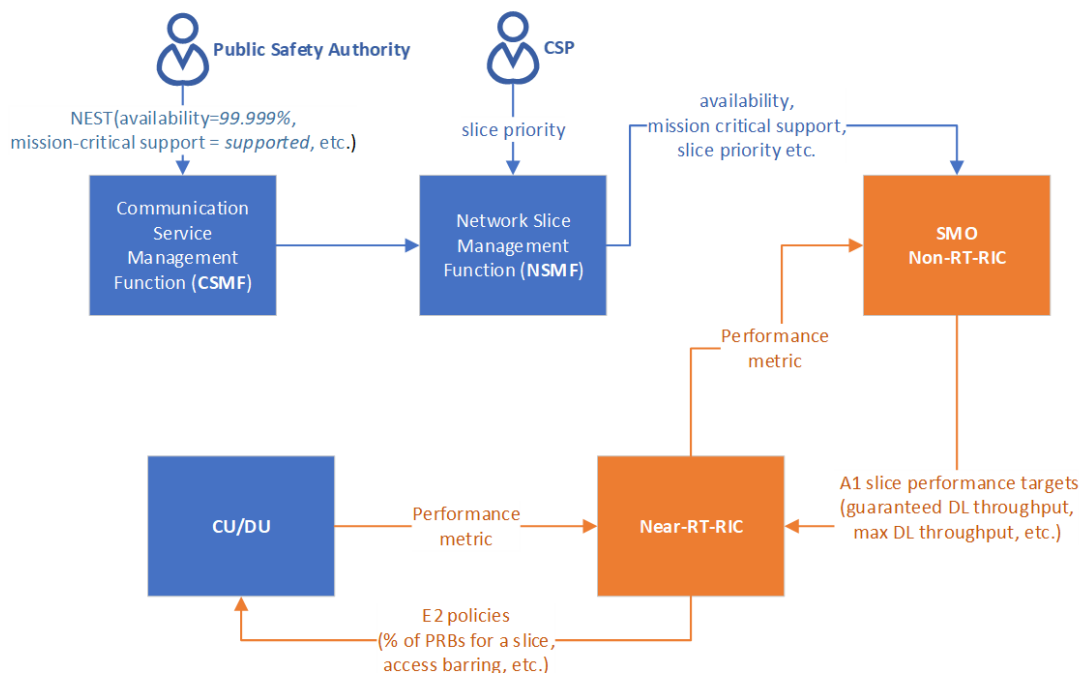 Public Safety Authority
CSP
NEST(availability=99.999%,
mission-critical support = supported, etc.)
slice priority
availability,
mission critical support,
slice priority etc.
Communication
Service
Management
Function (CSMF)
Network Slice
Management
Function (NSMF)
SMO
Non-RT-RIC
Performance
metric
CU/DU
Performance
metric
Near-RT-RIC
A1 slice performance targets
(guaranteed DL throughput,
max DL throughput, etc.)
E2 policies
(% of PRBs for a slice,
access barring, etc.)